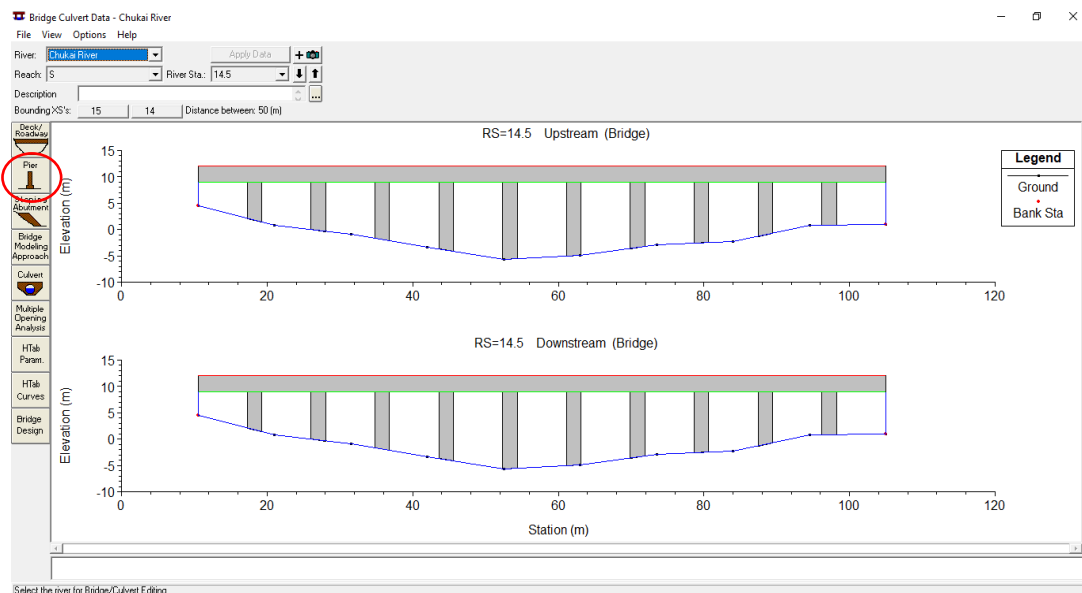 Bridge Culvert Data - Chukai River
File View Options Help
River: Chukai River Apply Data +
Reach: S River Sta.: 14.5
Description ...
Bounding XS's: 15 14 Distance between: 50 (m)
Deck/
Roadway
Pier
Sloping
Abutment
Bridge
Modeling
Approach
Culvert
Multiple
Opening
Analysis
HTab
Param.
HTab
Curves
Bridge
Design
RS=14.5 Upstream (Bridge)
Elevation (m)
15
10
5
0
-5
-10
0 20 40 60 80 100 120
Legend
Ground
Bank Sta
RS=14.5 Downstream (Bridge)
Elevation (m)
15
10
5
0
-5
-10
0 20 40 60 80 100 120
Station (m)
Select the river for Bridge/Culvert Editing